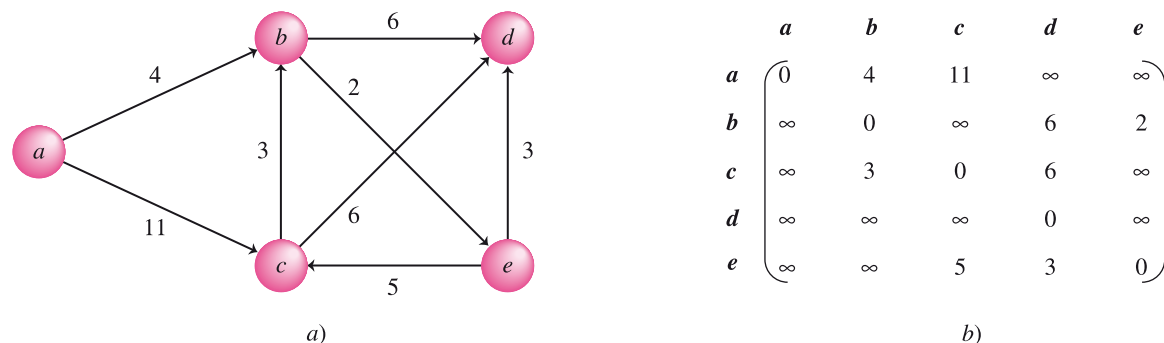 b
6
d
4
2
a
3
3
11
6
c
5
e
a)
a b c d e
a 0 4 11 ∞ ∞
b ∞ 0 ∞ 6 2
c ∞ 3 0 6 ∞
d ∞ ∞ ∞ 0 ∞
e ∞ ∞ 5 3 0
b)